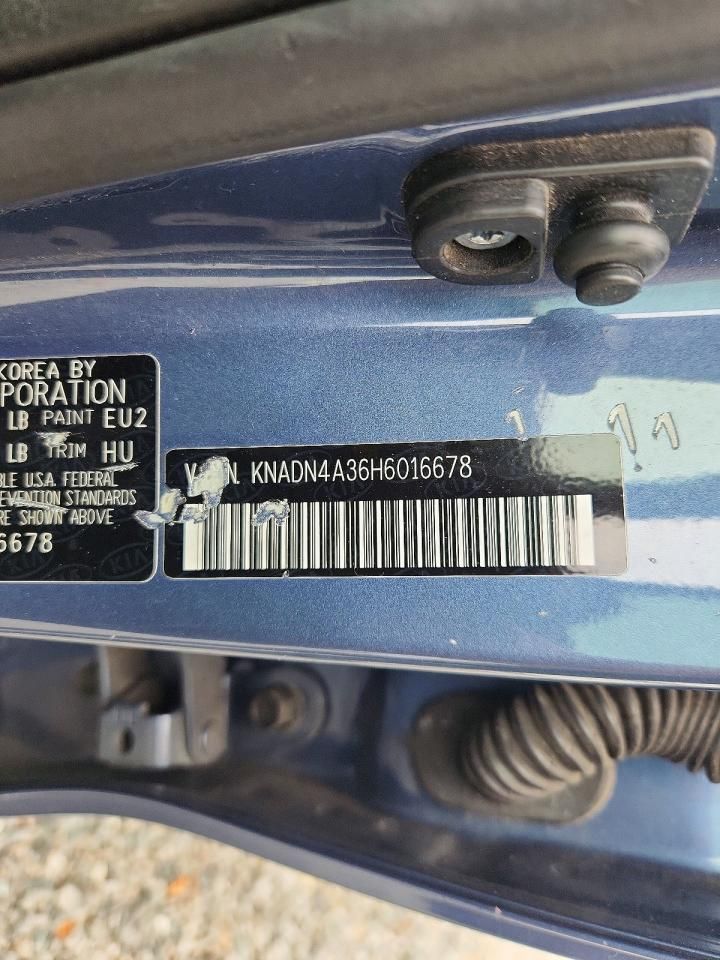 KOREA BY
PORATION
LB PAINT EU2
LB TRIM HU
BLE U.S.A. FEDERAL
EVENTION STANDARDS
RE SHOWN ABOVE
6678
V N. KNADN4A36H6016678